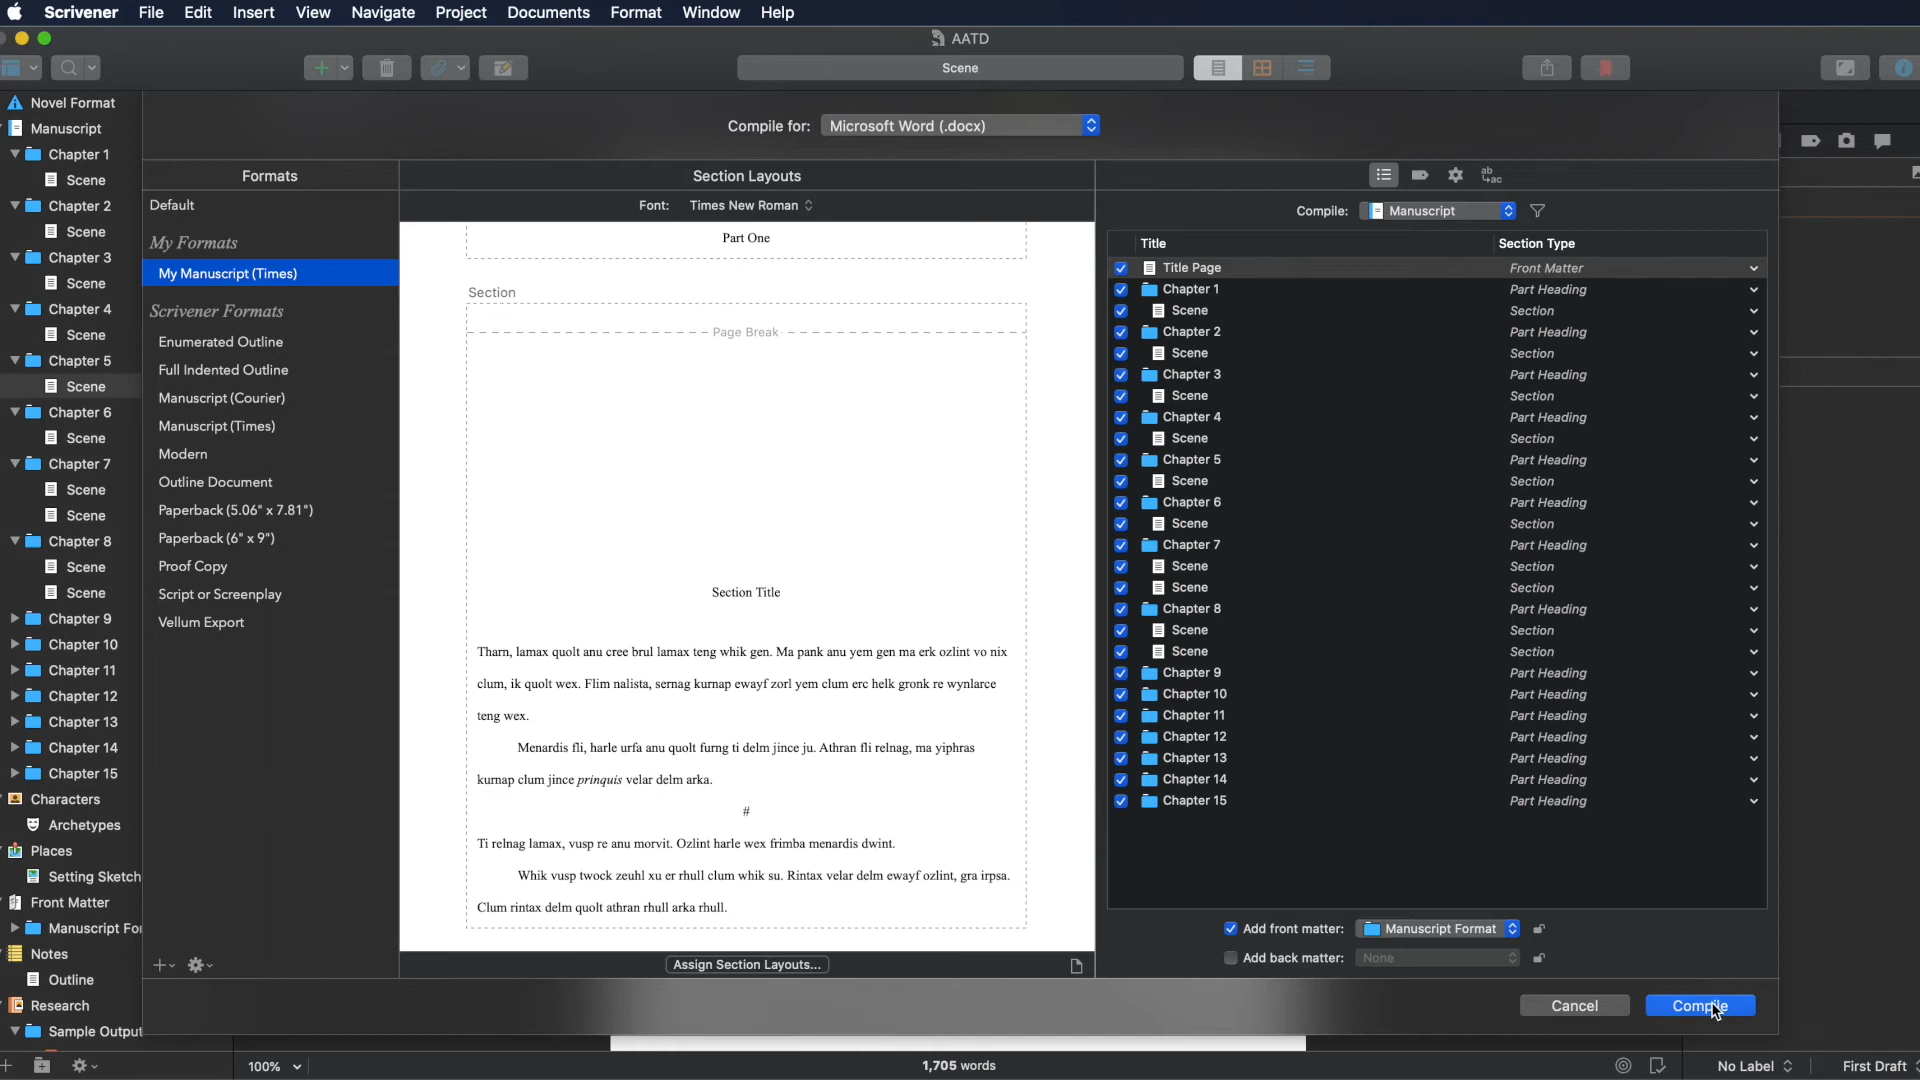 Scrivener File Edit Insert View Navigate Project Documents Format Window Help
AATD
Scene
Novel Format
Manuscript
Chapter 1
Scene
Chapter 2
Scene
Chapter 3
Scene
Chapter 4
Scene
Chapter 5
Scene
Chapter 6
Scene
Chapter 7
Scene
Scene
Chapter 8
Scene
Scene
Chapter 9
Chapter 10
Chapter 11
Chapter 12
Chapter 13
Chapter 14
Chapter 15
Characters
Archetypes
Places
Setting Sketch
Front Matter
Manuscript For
Notes
Outline
Research
Sample Output
Compile for: Microsoft Word (.docx)
Formats
Default
My Formats
My Manuscript (Times)
Scrivener Formats
Enumerated Outline
Full Indented Outline
Manuscript (Courier)
Manuscript (Times)
Modern
Outline Document
Paperback (5.06" x 7.81")
Paperback (6" x 9")
Proof Copy
Script or Screenplay
Vellum Export
Section Layouts
Font: Times New Roman
Part One
Section
Page Break
Section Title
Tharn, lamax quolt anu cree brul lamax teng whik gen. Ma pank anu yem gen ma erk ozlint vo nix
clum, ik quolt wex. Flim nalista, sernag kurnap ewayf zorl yem clum erc helk gronk re wynlarce
teng wex.
Menardis fli, harle urfa anu quolt furng ti delm jince ju. Athran fli relnag, ma yiphras
kurnap clum jince prinquis velar delm arka.
#
Ti relnag lamax, vusp re anu morvit. Ozlint harle wex frimba menardis dwint.
Whik vusp twock zeuhl xu er rhull clum whik su. Rintax velar delm ewayf ozlint, gra irpsa.
Clum rintax delm quolt athran rhull arka rhull.
Assign Section Layouts...
ab
ac
Compile: Manuscript
Title Section Type
Title Page Front Matter
Chapter 1 Part Heading
Scene Section
Chapter 2 Part Heading
Scene Section
Chapter 3 Part Heading
Scene Section
Chapter 4 Part Heading
Scene Section
Chapter 5 Part Heading
Scene Section
Chapter 6 Part Heading
Scene Section
Chapter 7 Part Heading
Scene Section
Scene Section
Chapter 8 Part Heading
Scene Section
Scene Section
Chapter 9 Part Heading
Chapter 10 Part Heading
Chapter 11 Part Heading
Chapter 12 Part Heading
Chapter 13 Part Heading
Chapter 14 Part Heading
Chapter 15 Part Heading
Add front matter: Manuscript Format
Add back matter: None
Cancel Compile
100% 1,705 words No Label First Draft